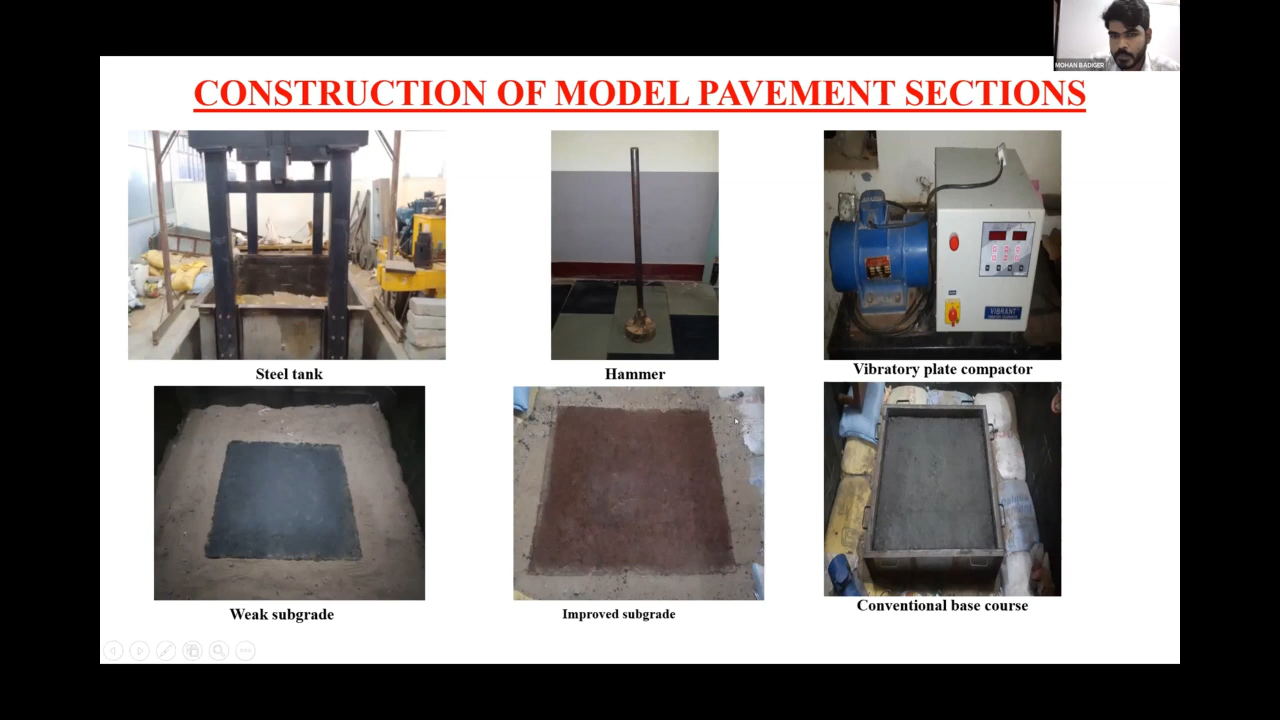 MOHAN BADIGER
CONSTRUCTION OF MODEL PAVEMENT SECTIONS
Steel tank
Hammer
Vibratory plate compactor
VIBRANT
Weak subgrade
Improved subgrade
Conventional base course